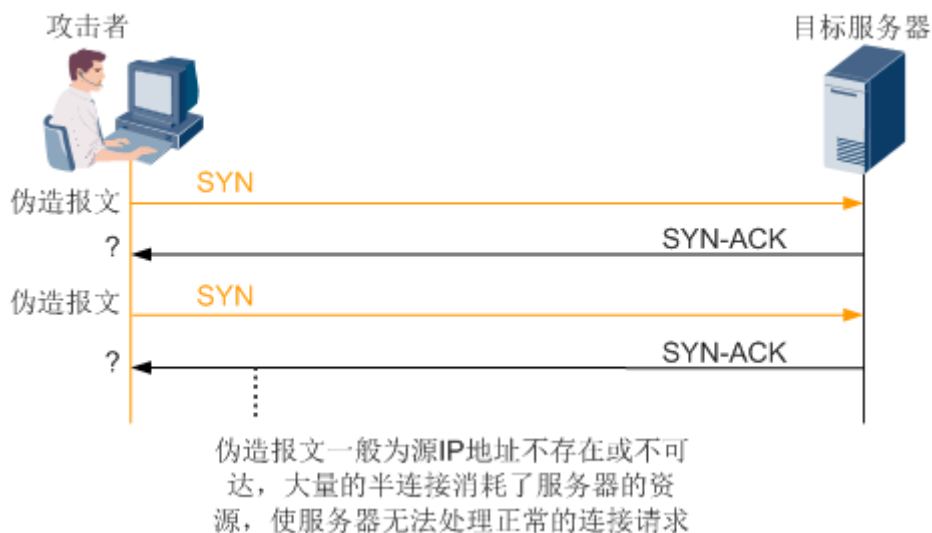 攻击者
目标服务器
SYN
伪造报文
SYN-ACK
?
SYN
伪造报文
SYN-ACK
?
伪造报文一般为源IP地址不存在或不可
达，大量的半连接消耗了服务器的资
源，使服务器无法处理正常的连接请求